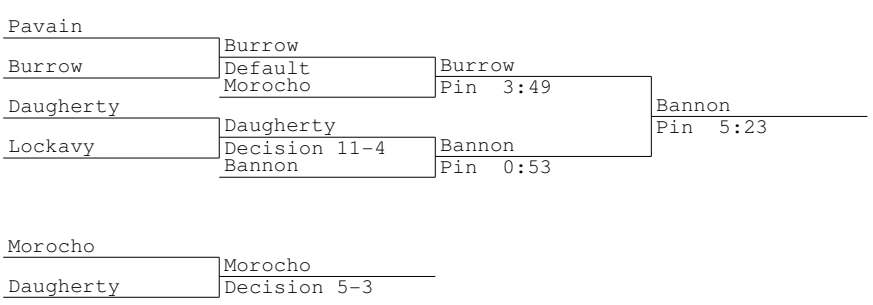 Pavain
Burrow
Burrow
Default
Burrow
Morocho
Pin 3:49
Daugherty
Bannon
Daugherty
Pin 5:23
Lockavy
Decision 11-4
Bannon
Bannon
Pin 0:53
Morocho
Morocho
Daugherty
Decision 5-3